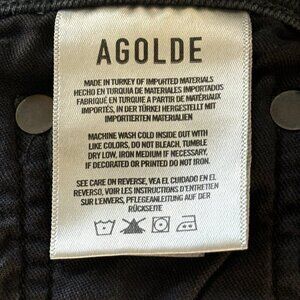 AGOLDE
MADE IN TURKEY OF IMPORTED MATERIALS
HECHO EN TURQUIA DE MATERIALES IMPORTADOS
FABRIQUÉ EN TURQUIE A PARTIR DE MATÉRIAUX
IMPORTÉS, IN DER TÜRKEI HERGESTELLT MIT
IMPORTIERTEN MATERIALIEN
MACHINE WASH COLD INSIDE OUT WITH
LIKE COLORS, DO NOT BLEACH, TUMBLE
DRY LOW, IRON MEDIUM IF NECESSARY,
IF DECORATED OR PRINTED DO NOT IRON.
SEE CARE ON REVERSE, VEA EL CUIDADO EN EL
REVERSO, VOIR LES INSTRUCTIONS D'ENTRETIEN
SUR L'ENVERS, PFLEGEANLEITUNG AUF DER
RÜCKSEITE